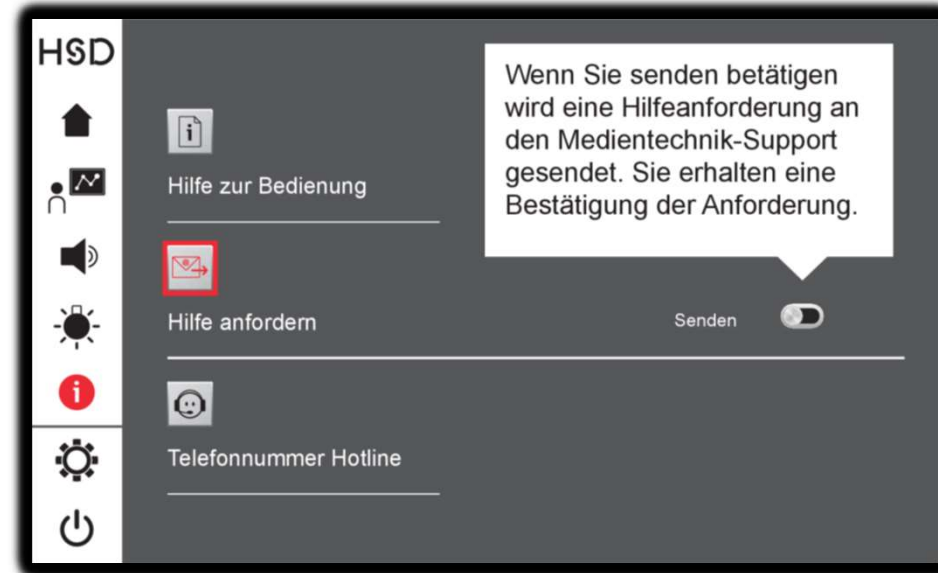 HSD
Wenn Sie senden betätigen
wird eine Hilfeanforderung an
den Medientechnik-Support
gesendet. Sie erhalten eine
Bestätigung der Anforderung.
Hilfe zur Bedienung
Hilfe anfordern
Senden
Telefonnummer Hotline